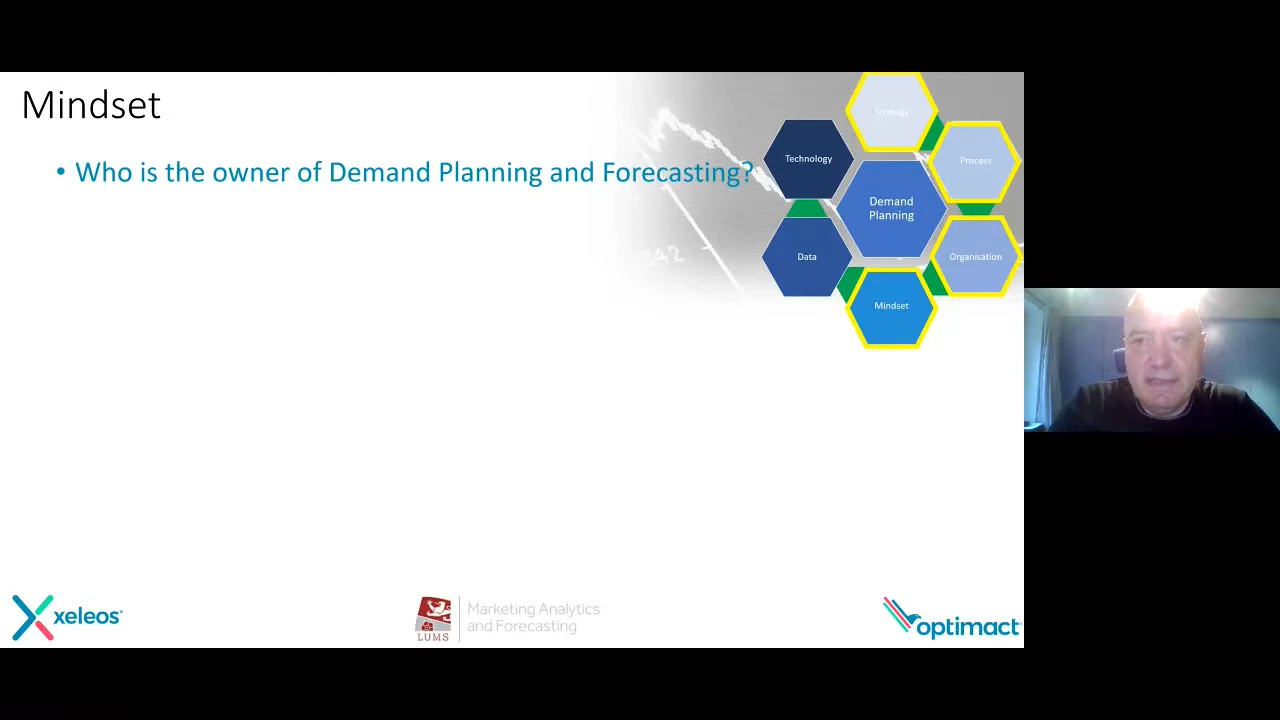 Mindset
• Who is the owner of Demand Planning and Forecasting?
Strategy
Technology
Process
Demand
Planning
Data
Organisation
Mindset
xeleos
LUMS
Marketing Analytics
and Forecasting
optimact